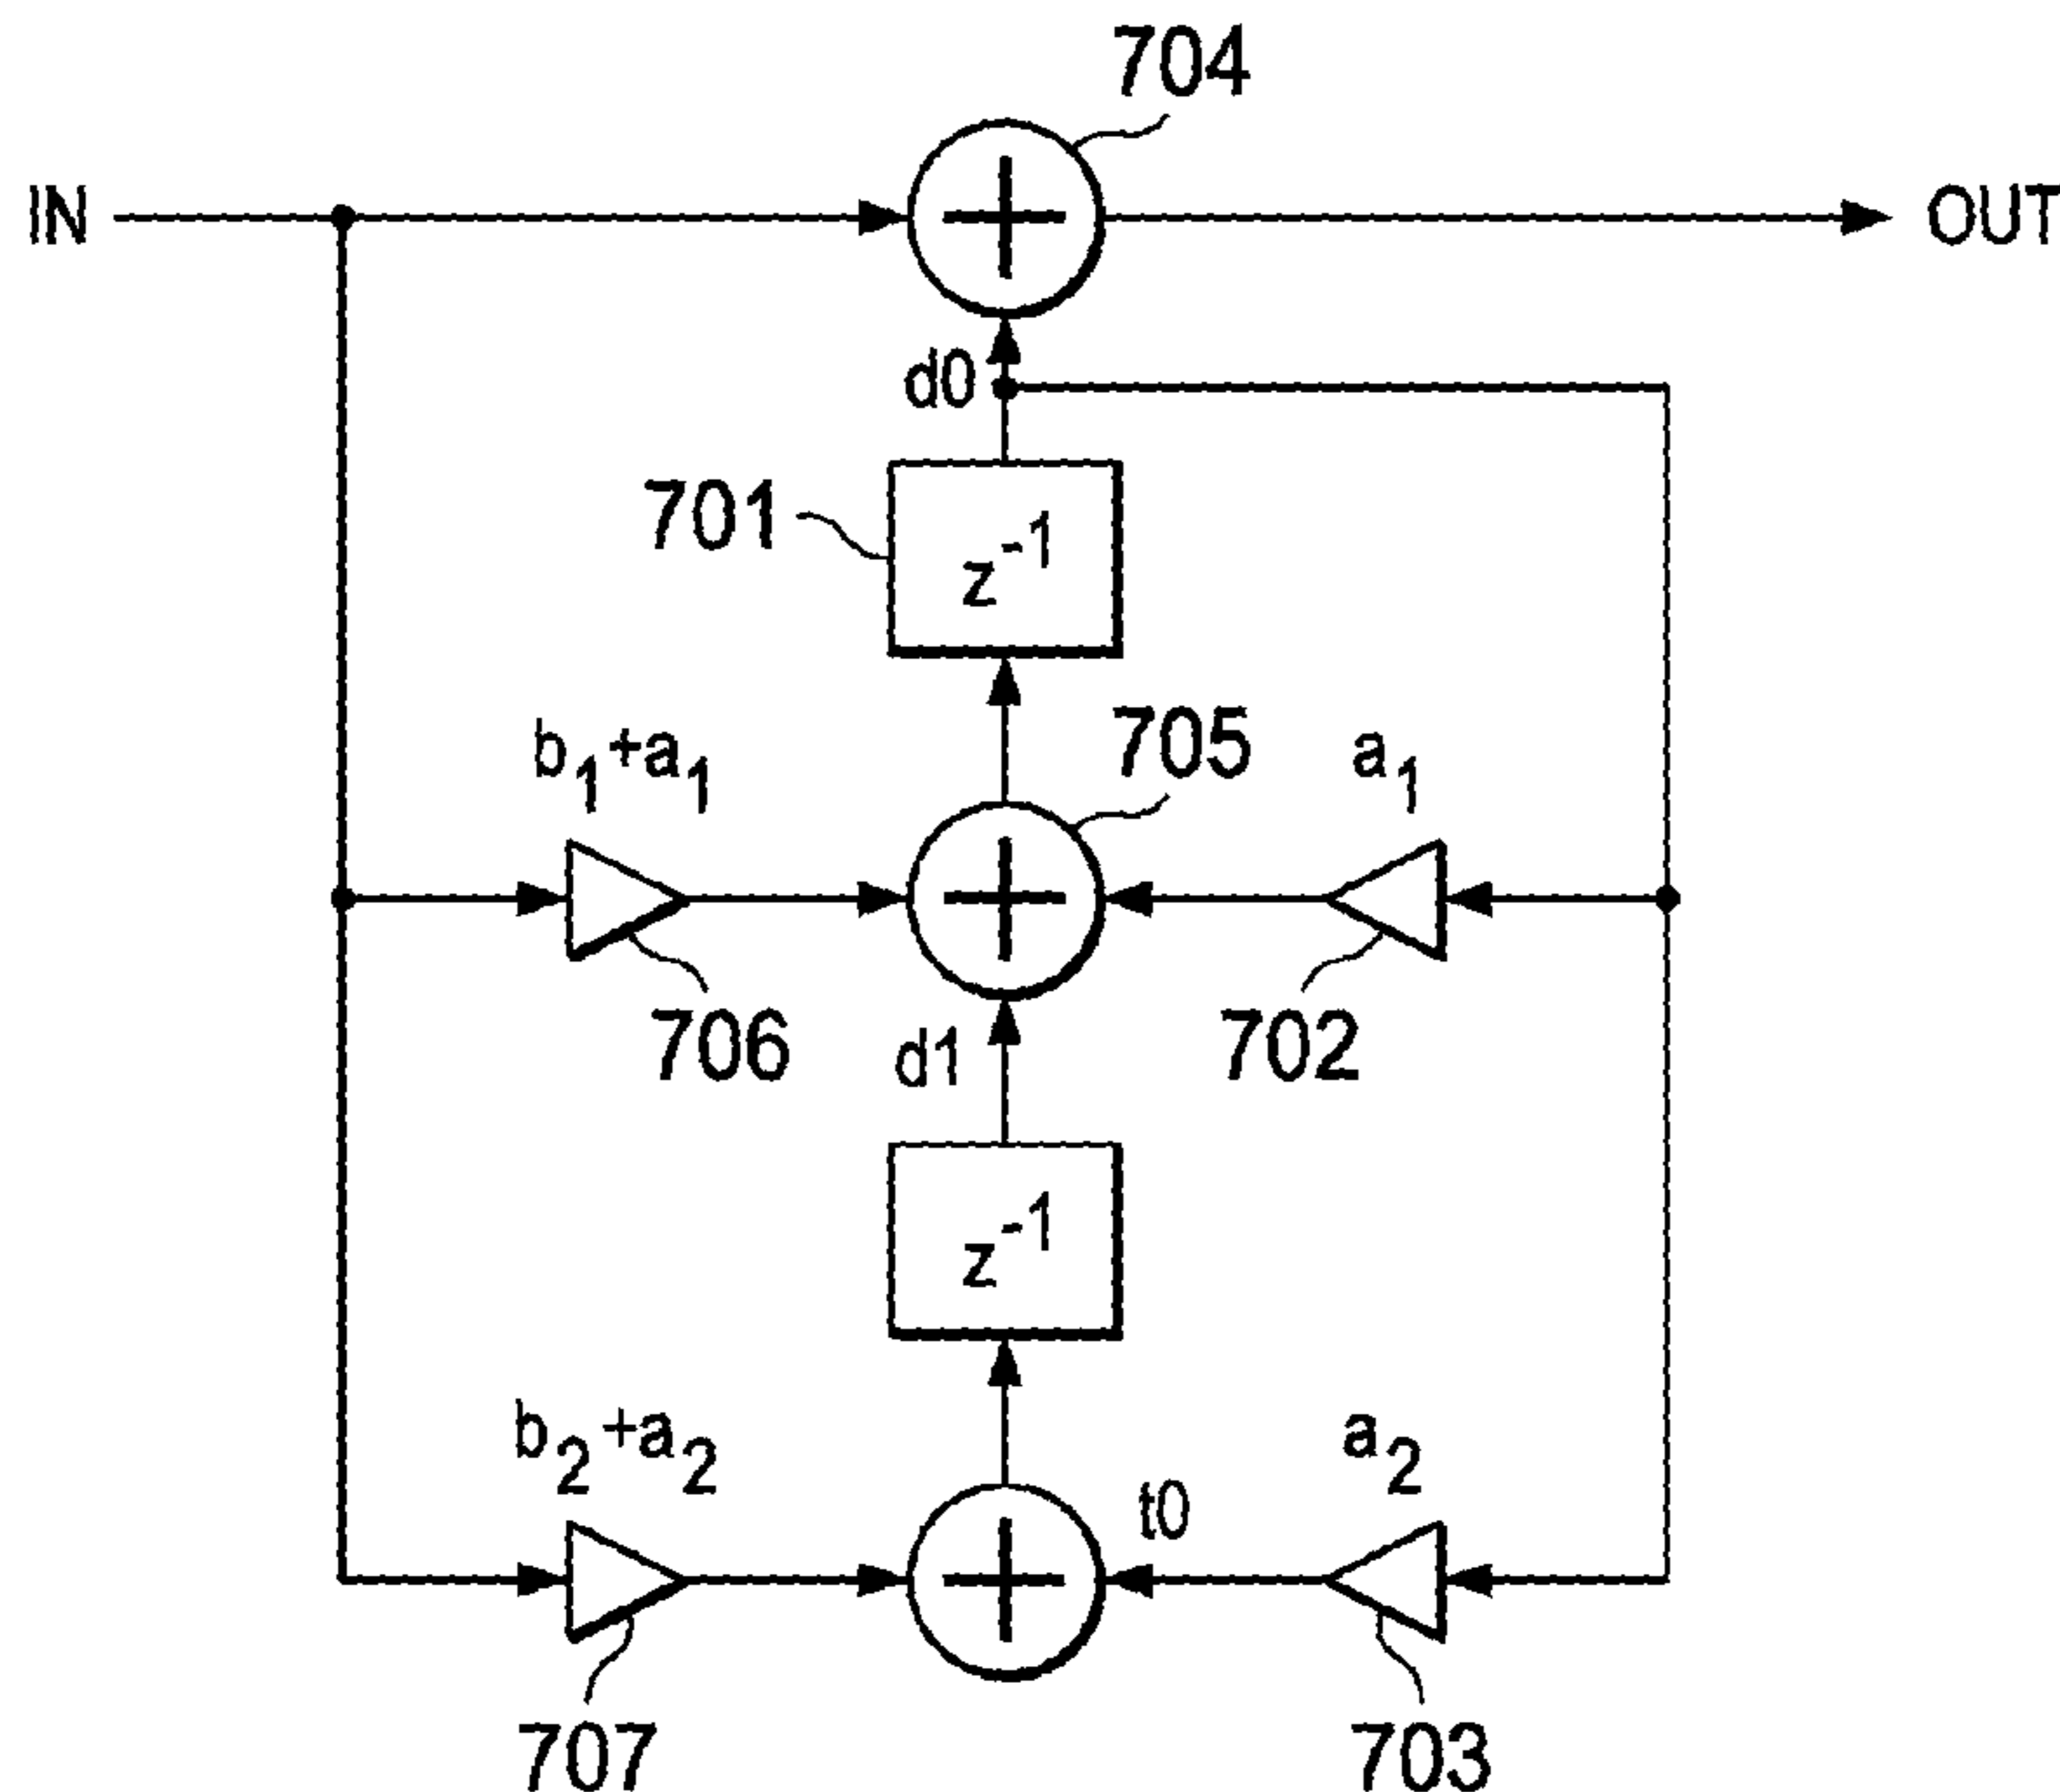 704
IN
OUT
d0
701
z⁻¹
705
b₁+a₁
a₁
706
702
d1
z⁻¹
b₂+a₂
a₂
t0
707
703